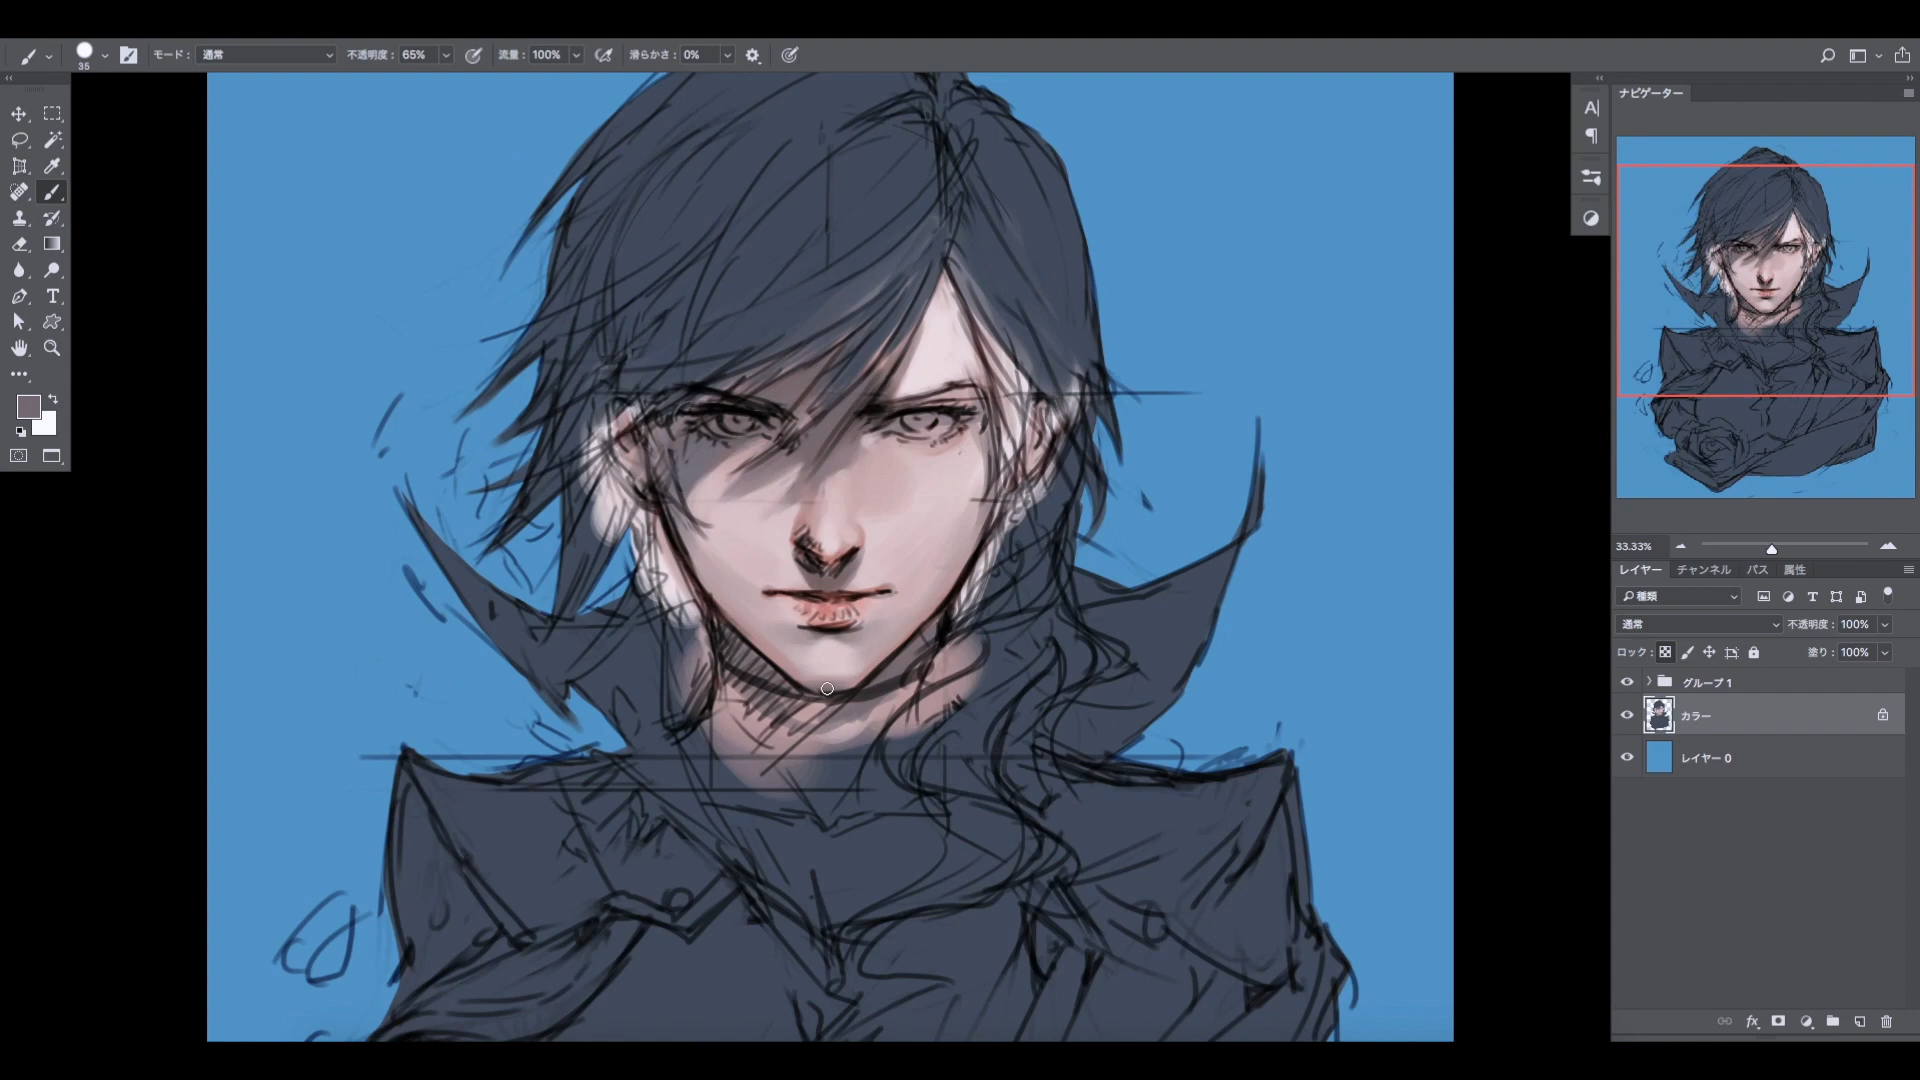 モード： 通常 不透明度： 65% 流量： 100% 滑らかさ： 0%
35
ナビゲーター
33.33%
レイヤー チャンネル パス 属性
種類
通常 不透明度： 100%
ロック： 塗り： 100%
グループ 1
カラー
レイヤー 0